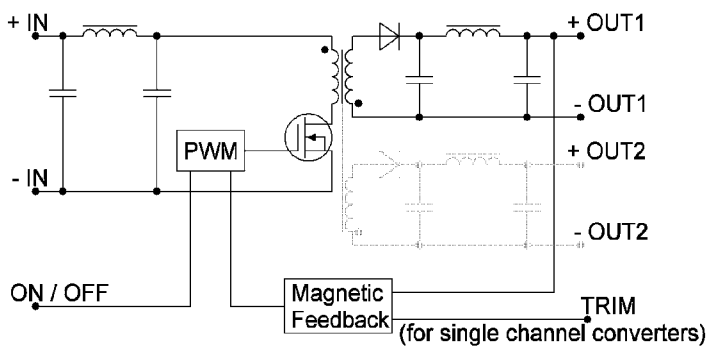 + IN
+ OUT1
- OUT1
PWM
+ OUT2
- IN
- OUT2
ON / OFF
Magnetic
Feedback
TRIM
(for single channel converters)